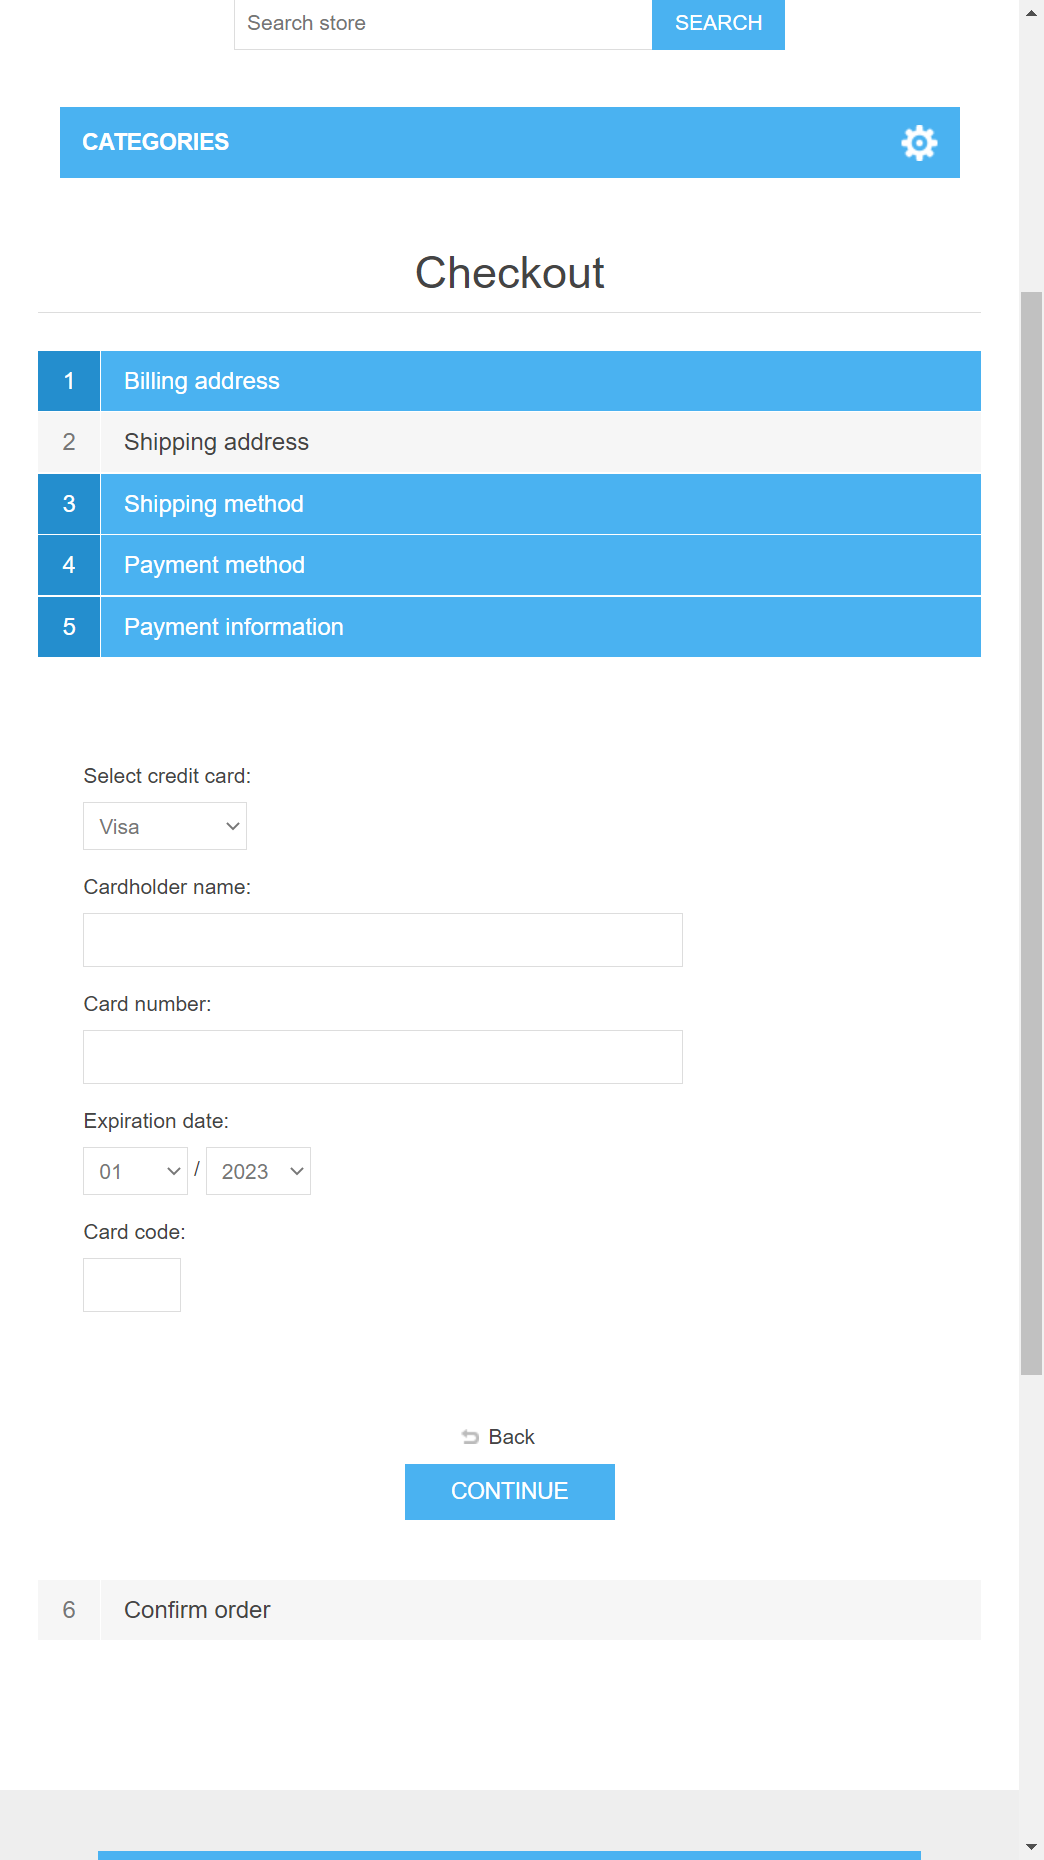 Search store SEARCH
CATEGORIES
Checkout
1 Billing address
2 Shipping address
3 Shipping method
4 Payment method
5 Payment information
Select credit card:
Visa
Cardholder name:
Card number:
Expiration date:
01 / 2023
Card code:
Back
CONTINUE
6 Confirm order